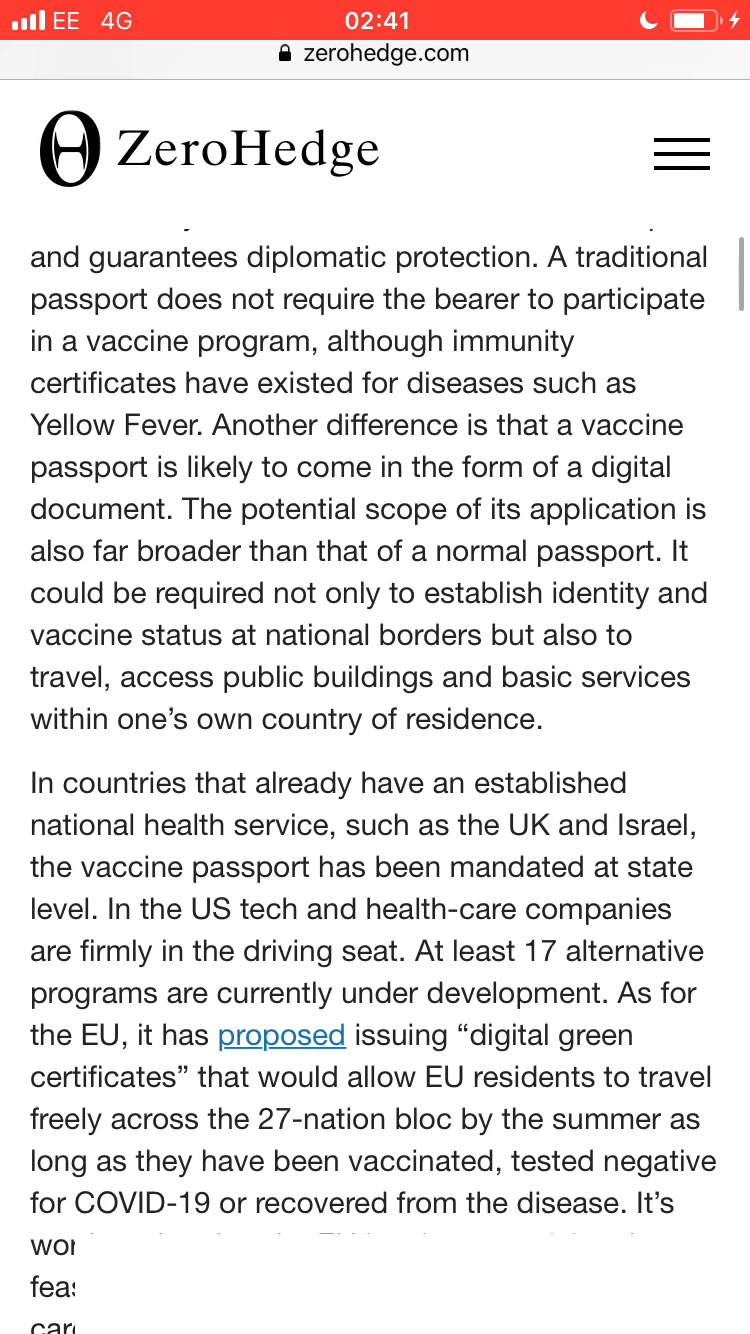 EE 4G 02:41
zerohedge.com
ZeroHedge
and guarantees diplomatic protection. A traditional
passport does not require the bearer to participate
in a vaccine program, although immunity
certificates have existed for diseases such as
Yellow Fever. Another difference is that a vaccine
passport is likely to come in the form of a digital
document. The potential scope of its application is
also far broader than that of a normal passport. It
could be required not only to establish identity and
vaccine status at national borders but also to
travel, access public buildings and basic services
within one’s own country of residence.
In countries that already have an established
national health service, such as the UK and Israel,
the vaccine passport has been mandated at state
level. In the US tech and health-care companies
are firmly in the driving seat. At least 17 alternative
programs are currently under development. As for
the EU, it has proposed issuing “digital green
certificates” that would allow EU residents to travel
freely across the 27-nation bloc by the summer as
long as they have been vaccinated, tested negative
for COVID-19 or recovered from the disease. It’s